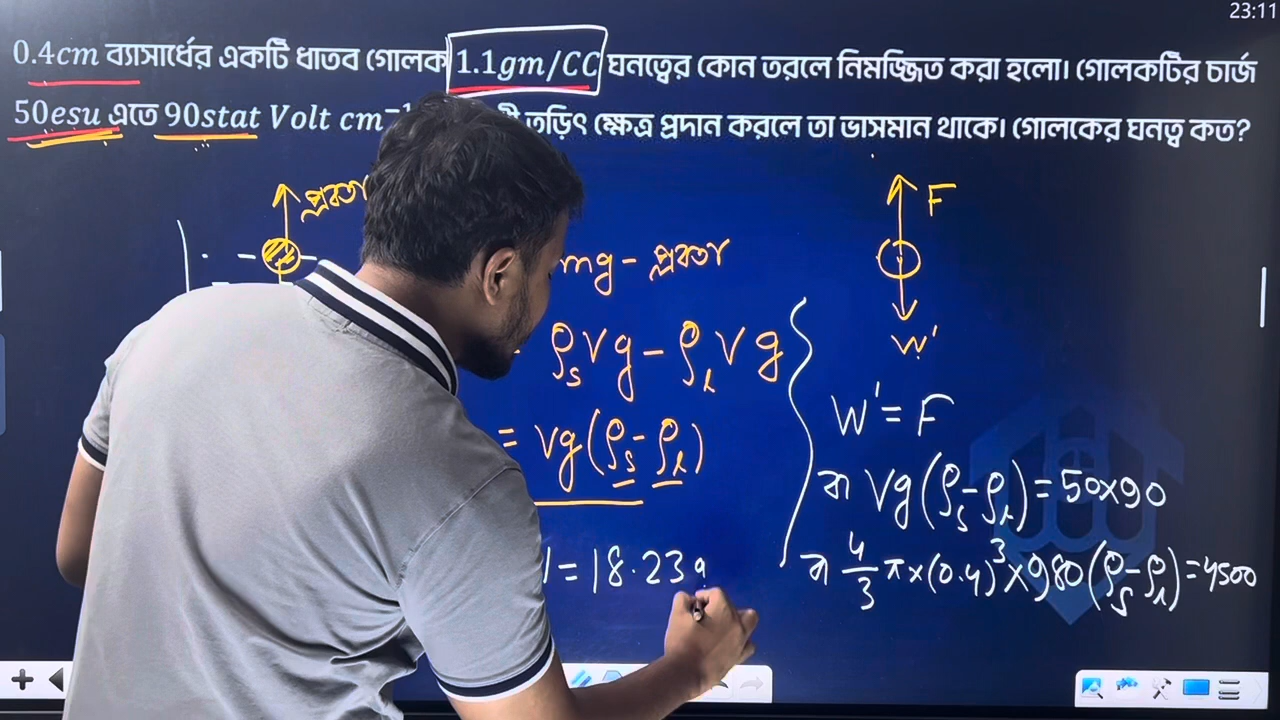 23:11
0.4cm ব্যাসার্ধের একটি ধাতব গোলক 1.1gm/CC ঘনত্বের কোন তরলে নিমজ্জিত করা হলো। গোলকটির চার্জ
50esu এতে 90stat Volt cm⁻ তড়িৎ ক্ষেত্র প্রদান করলে তা ভাসমান থাকে। গোলকের ঘনত্ব কত?
F
mg - প্লবতা
ρₛVg - ρₗVg
W'
= Vg(ρₛ - ρₗ)
W' = F
বা Vg(ρₛ - ρₗ) = 50×90
= 18.23
বা 4/3 π×(0.4)³×980(ρₛ - ρₗ) = 4500